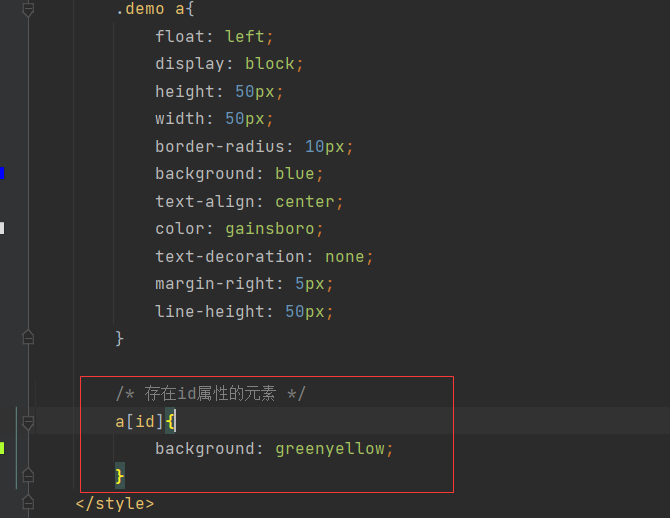 .demo a{
float: left;
display: block;
height: 50px;
width: 50px;
border-radius: 10px;
background: blue;
text-align: center;
color: gainsboro;
text-decoration: none;
margin-right: 5px;
line-height: 50px;
}
/* 存在id属性的元素 */
a[id]{
background: greenyellow;
}
</style>